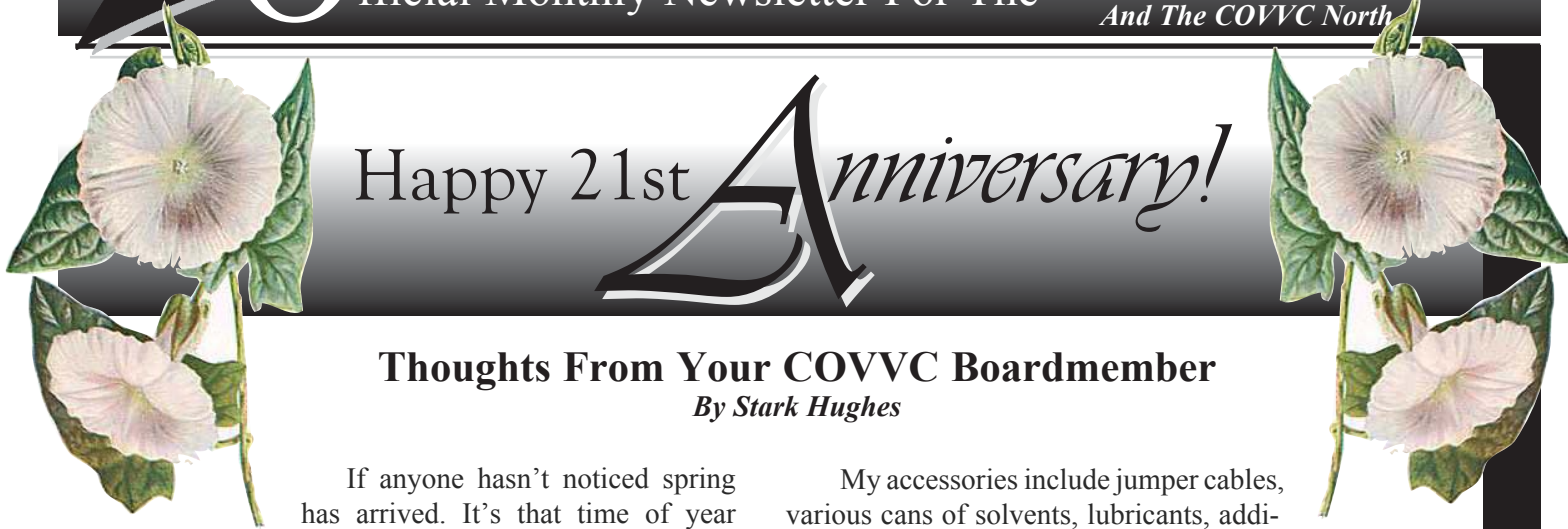 fficial Monthly Newsletter For The
And The COVVC North
Happy 21st Anniversary!
Thoughts From Your COVVC Boardmember
By Stark Hughes
If anyone hasn't noticed spring
has arrived. It's that time of year
My accessories include jumper cables,
various cans of solvents, lubricants, addi-